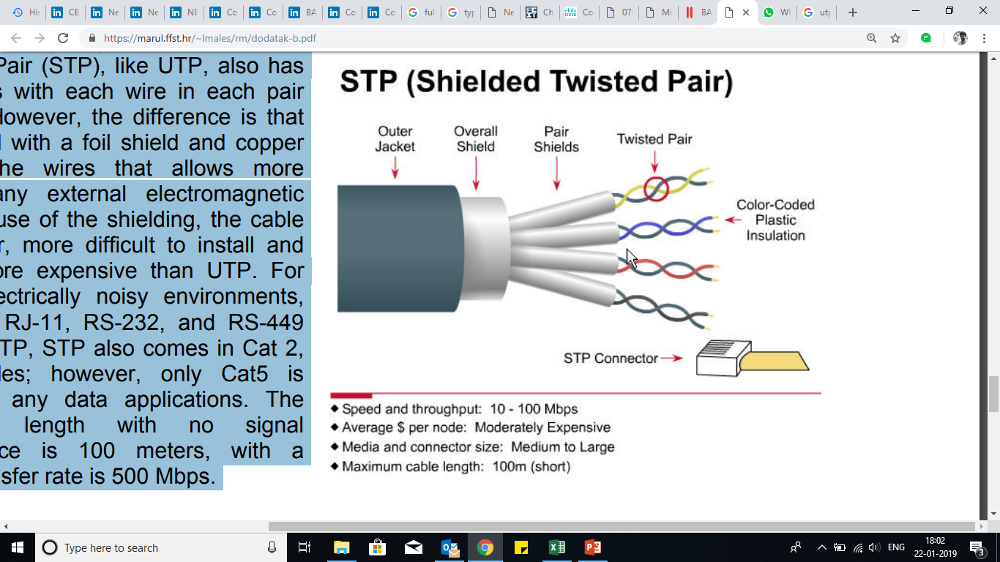 His
CB
Ne
Ne
NE
Co
Co
BA
Co
Co
ful
typ
Ne
Ch
Co
07
Mi
BA
Wl
utp
https://marul.ffst.hr/~lmales/rm/dodatak-b.pdf
Pair (STP), like UTP, also has
s with each wire in each pair
However, the difference is that
with a foil shield and copper
he wires that allows more
any external electromagnetic
use of the shielding, the cable
r, more difficult to install and
ore expensive than UTP. For
ectrically noisy environments,
RJ-11, RS-232, and RS-449
TP, STP also comes in Cat 2,
les; however, only Cat5 is
any data applications. The
length with no signal
ce is 100 meters, with a
sfer rate is 500 Mbps.
STP (Shielded Twisted Pair)
Outer
Jacket
Overall
Shield
Pair
Shields
Twisted Pair
Color-Coded
Plastic
Insulation
STP Connector
◆ Speed and throughput: 10 - 100 Mbps
◆ Average $ per node: Moderately Expensive
◆ Media and connector size: Medium to Large
◆ Maximum cable length: 100m (short)
Type here to search
ENG
18:02
22-01-2019
3